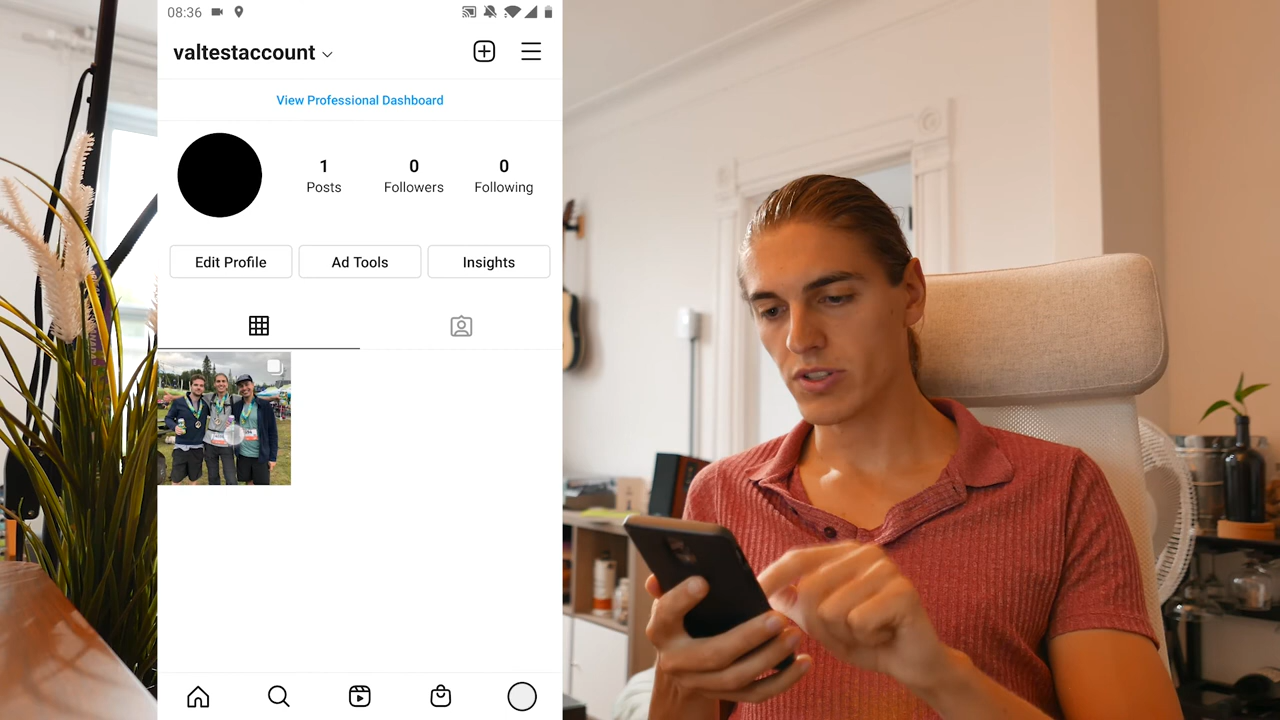 08:36
valtestaccount
View Professional Dashboard
1 0 0
Posts Followers Following
Edit Profile Ad Tools Insights